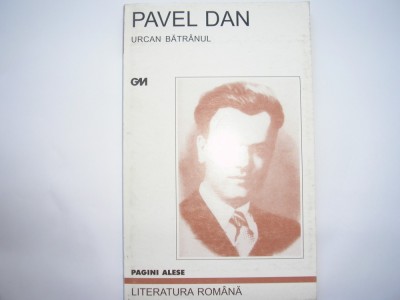 PAVEL DAN
URCAN BĂTRÂNUL
GM
PAGINI ALESE
LITERATURA ROMÂNĂ